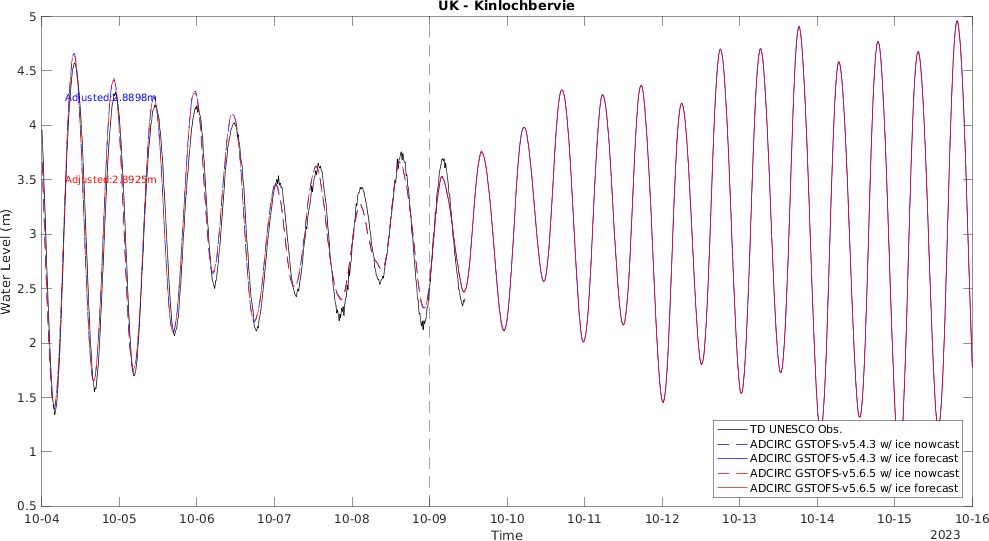 UK - Kinlochbervie
5
4.5
4
3.5
3
2.5
2
1.5
1
0.5
Water Level (m)
Adjusted:2.8898m
Adjusted:2.8925m
TD UNESCO Obs.
ADCIRC GSTOFS-v5.4.3 w/ ice nowcast
ADCIRC GSTOFS-v5.4.3 w/ ice forecast
ADCIRC GSTOFS-v5.6.5 w/ ice nowcast
ADCIRC GSTOFS-v5.6.5 w/ ice forecast
10-04 10-05 10-06 10-07 10-08 10-09 10-10 10-11 10-12 10-13 10-14 10-15 10-16
Time
2023